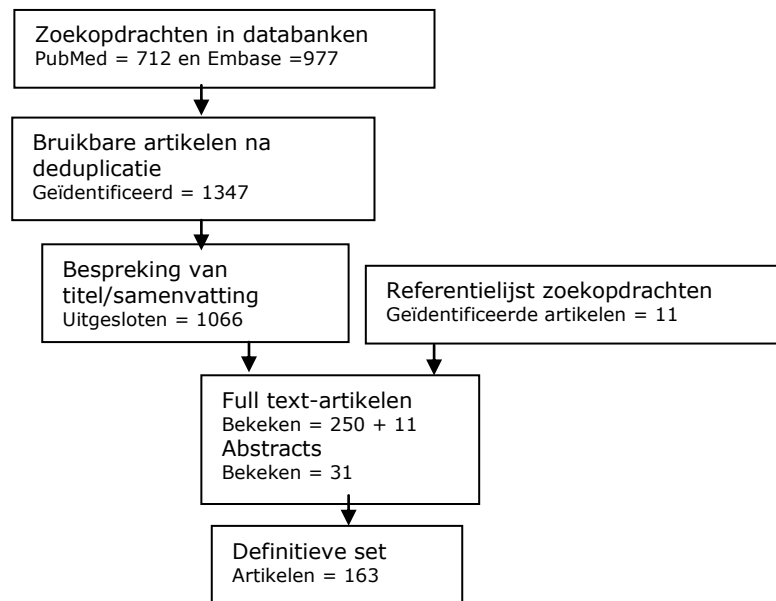 Zoekopdrachten in databanken
PubMed = 712 en Embase =977
Bruikbare artikelen na
deduplicatie
Geïdentificeerd = 1347
Bespreking van
titel/samenvatting
Uitgesloten = 1066
Referentielijst zoekopdrachten
Geïdentificeerde artikelen = 11
Full text-artikelen
Bekeken = 250 + 11
Abstracts
Bekeken = 31
Definitieve set
Artikelen = 163